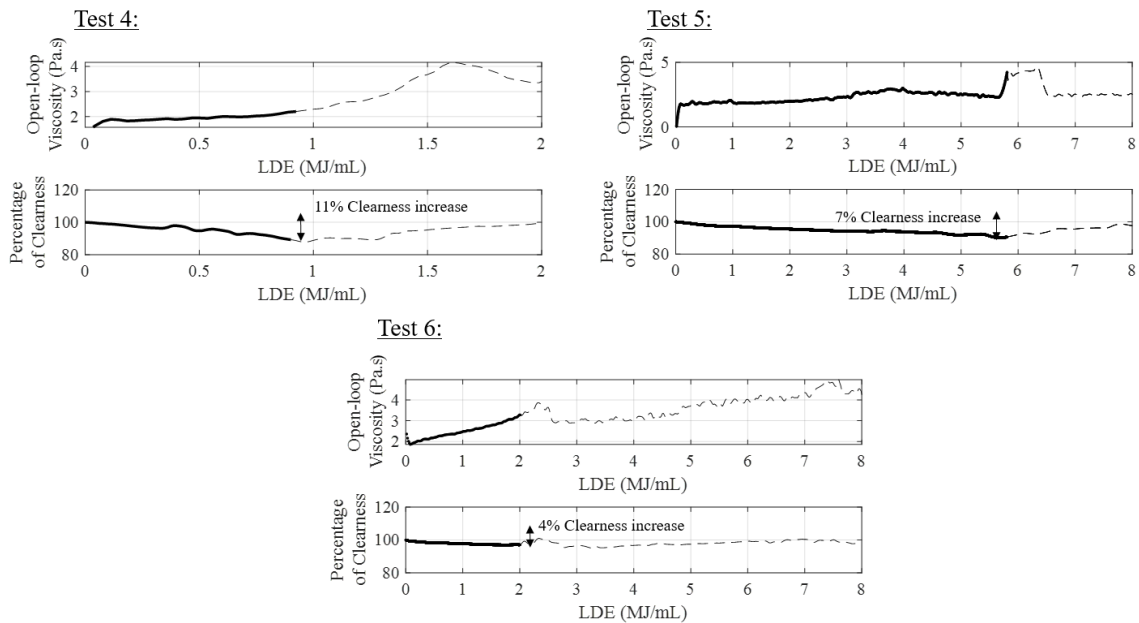 Test 4:
Open-loop
Viscosity (Pa.s)
4
3
2
0
0.5
1
1.5
2
LDE (MJ/mL)
Percentage
of Clearness
120
100
80
11% Clearness increase
0
0.5
1
1.5
2
LDE (MJ/mL)
Test 5:
Open-loop
Viscosity (Pa.s)
5
0
0
1
2
3
4
5
6
7
8
LDE (MJ/mL)
Percentage
of Clearness
120
100
80
7% Clearness increase
0
1
2
3
4
5
6
7
8
LDE (MJ/mL)
Test 6:
Open-loop
Viscosity (Pa.s)
4
3
2
0
1
2
3
4
5
6
7
8
LDE (MJ/mL)
Percentage
of Clearness
120
100
80
4% Clearness increase
0
1
2
3
4
5
6
7
8
LDE (MJ/mL)